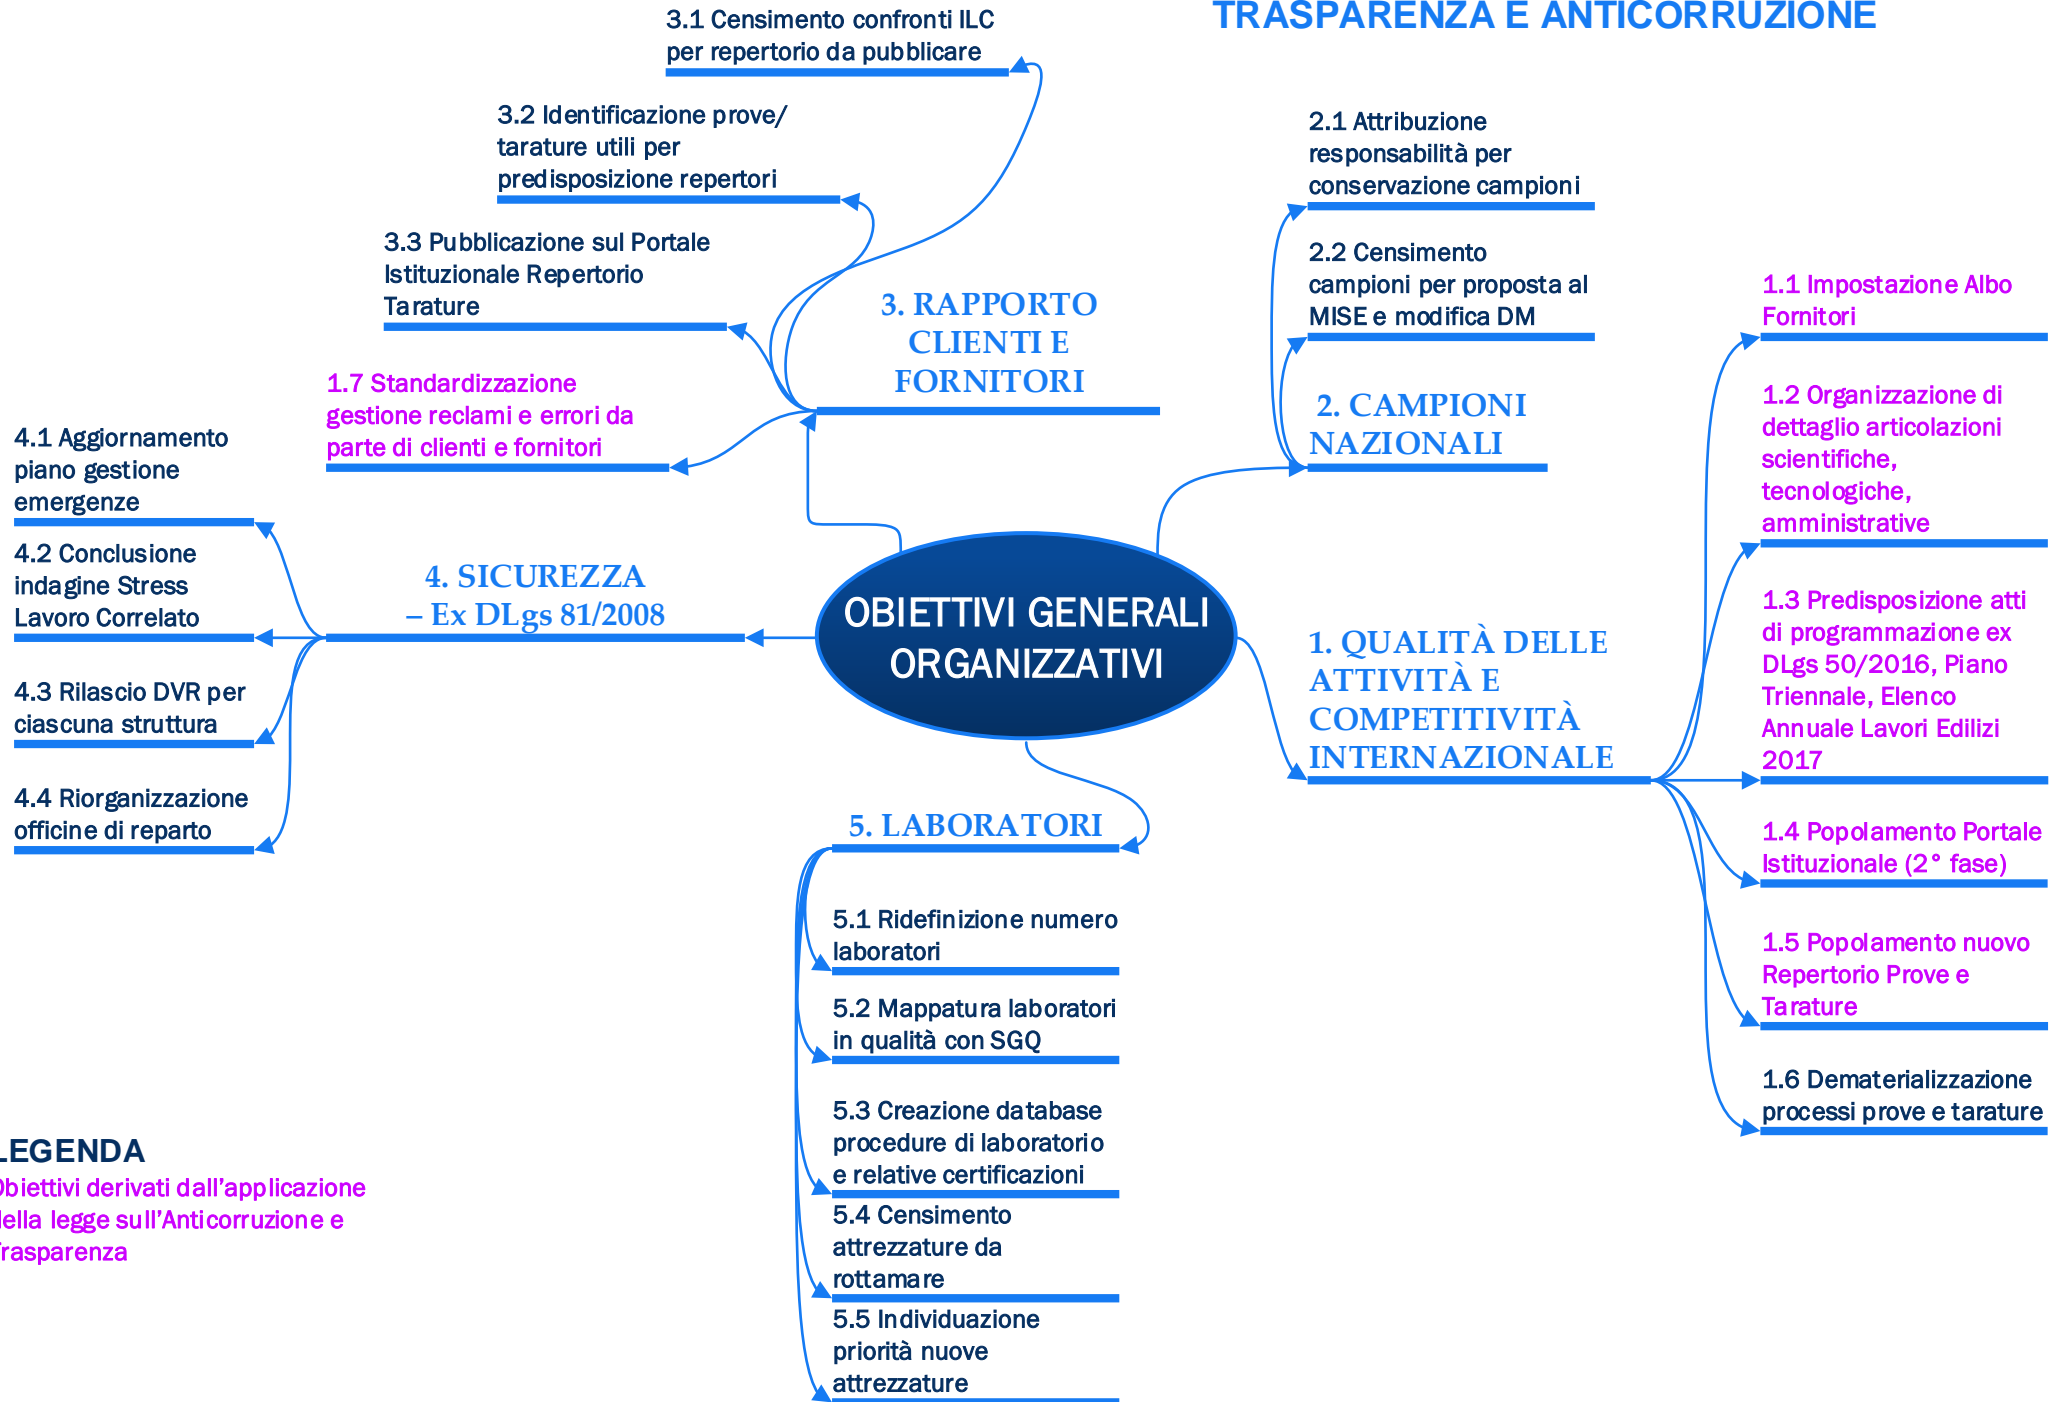 TRASPARENZA E ANTICORRUZIONE
3.1 Censimento confronti ILC
per repertorio da pubblicare
3.2 Identificazione prove/
tarature utili per
predisposizione repertori
3.3 Pubblicazione sul Portale
Istituzionale Repertorio
Tarature
1.7 Standardizzazione
gestione reclami e errori da
parte di clienti e fornitori
3. RAPPORTO
CLIENTI E
FORNITORI
2.1 Attribuzione
responsabilità per
conservazione campioni
2.2 Censimento
campioni per proposta al
MISE e modifica DM
2. CAMPIONI
NAZIONALI
1.1 Impostazione Albo
Fornitori
1.2 Organizzazione di
dettaglio articolazioni
scientifiche,
tecnologiche,
amministrative
1.3 Predisposizione atti
di programmazione ex
DLgs 50/2016, Piano
Triennale, Elenco
Annuale Lavori Edilizi
2017
1.4 Popolamento Portale
Istituzionale (2° fase)
1.5 Popolamento nuovo
Repertorio Prove e
Tarature
1.6 Dematerializzazione
processi prove e tarature
1. QUALITÀ DELLE
ATTIVITÀ E
COMPETITIVITÀ
INTERNAZIONALE
OBIETTIVI GENERALI
ORGANIZZATIVI
4. SICUREZZA
– Ex DLgs 81/2008
4.1 Aggiornamento
piano gestione
emergenze
4.2 Conclusione
indagine Stress
Lavoro Correlato
4.3 Rilascio DVR per
ciascuna struttura
4.4 Riorganizzazione
officine di reparto
5. LABORATORI
5.1 Ridefinizione numero
laboratori
5.2 Mappatura laboratori
in qualità con SGQ
5.3 Creazione database
procedure di laboratorio
e relative certificazioni
5.4 Censimento
attrezzature da
rottamare
5.5 Individuazione
priorità nuove
attrezzature
LEGENDA
Obiettivi derivati dall’applicazione
della legge sull’Anticorruzione e
Trasparenza